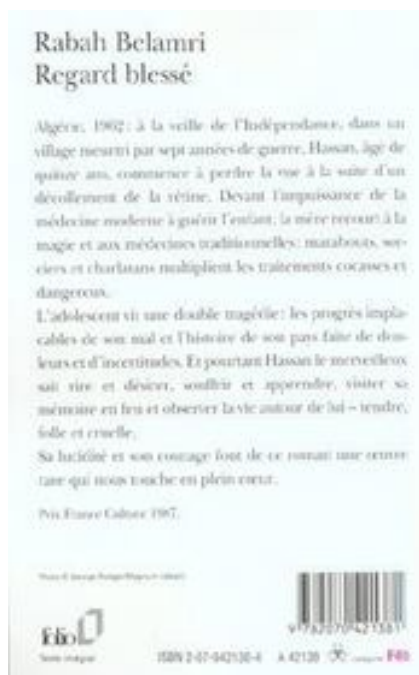 Rabah Belamri
Regard blessé
Algérie, 1962 : à la veille de l'Indépendance, dans un
village meurtri par sept années de guerre, Hassan, âgé de
quinze ans, commence à perdre la vue à la suite d'un
décollement de la rétine. Devant l'impuissance de la
médecine moderne à guérir l'enfant, la mère recourt à la
magie et aux médecines traditionnelles : marabouts, sor-
ciers et charlatans multiplient les traitements cocasses et
dangereux.
L'adolescent vit une double tragédie : les progrès impla-
cables de son mal et l'histoire de son pays faite de dou-
leurs et d'incertitudes. Et pourtant Hassan le merveilleux
sait rire et désirer, souffrir et apprendre, visiter sa
mémoire en feu et observer la vie autour de lui – tendre,
folle et cruelle.
Sa lucidité et son courage font de ce roman une œuvre
rare qui nous touche en plein cœur.
Prix France Culture 1987.
folio
Texte intégral
ISBN 2-07-042138-4 A 42138 catégorie
9 782070 421381